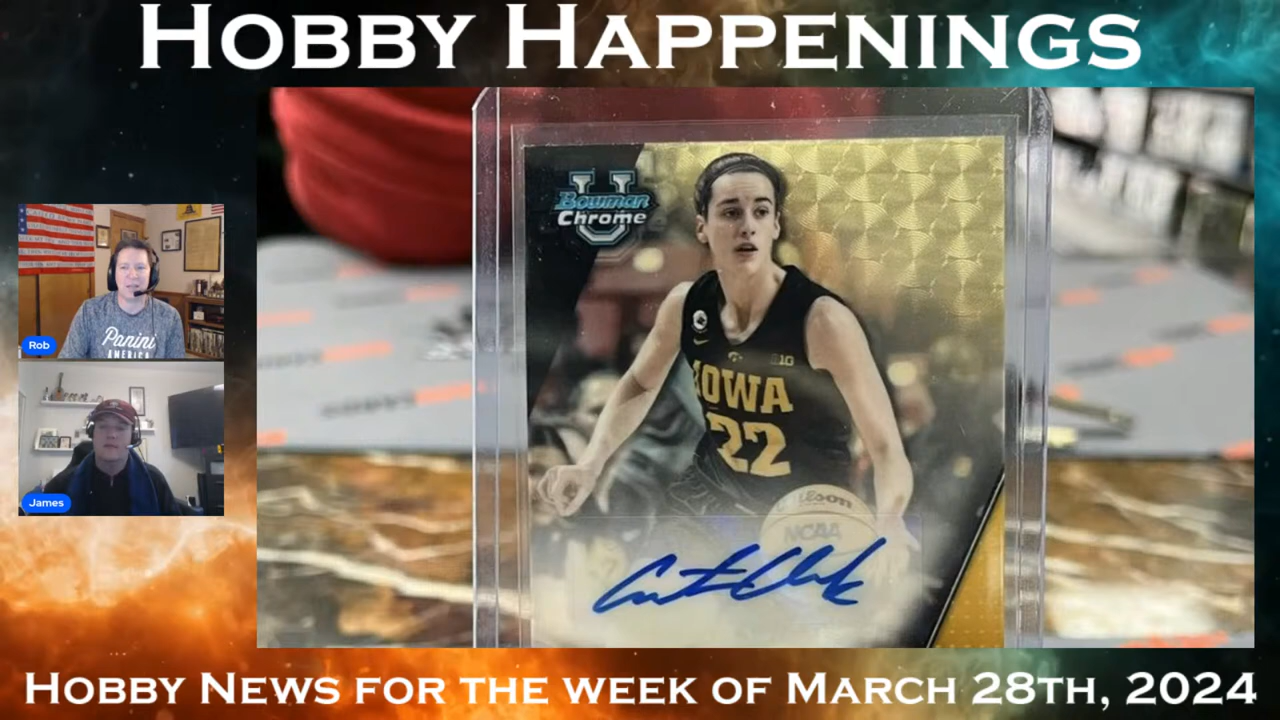 HOBBY HAPPENINGS
U
Bowman
Chrome
Rob
Panini
AMERICA
James
B1G
IOWA
22
Wilson
NCAA
HOBBY NEWS FOR THE WEEK OF MARCH 28TH, 2024